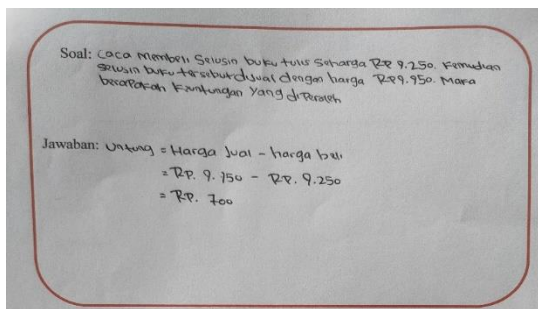 Soal: Caca membeli Selusin buku tulis Seharga Rp 9.250. Kemudian
Selusin buku tersebut dijual dengan harga Rp9.950. Maka
berapakah Keuntungan yang diperoleh
Jawaban: Untung = Harga Jual - harga beli
= Rp. 9.950 - Rp. 9.250
= Rp. 700